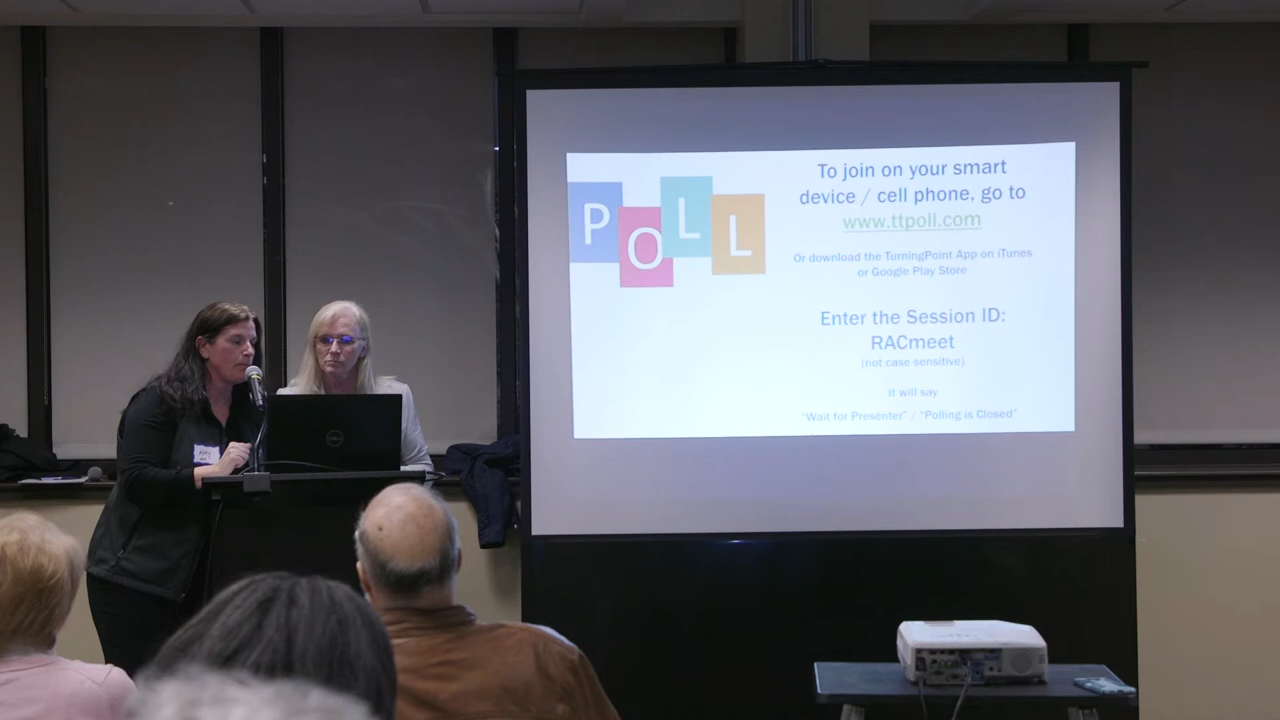 POLL
To join on your smart
device / cell phone, go to
www.ttpoll.com
Or download the TurningPoint App on iTunes
or Google Play Store
Enter the Session ID:
RACmeet
(not case sensitive)
It will say
"Wait for Presenter" / "Polling is Closed"
DELL